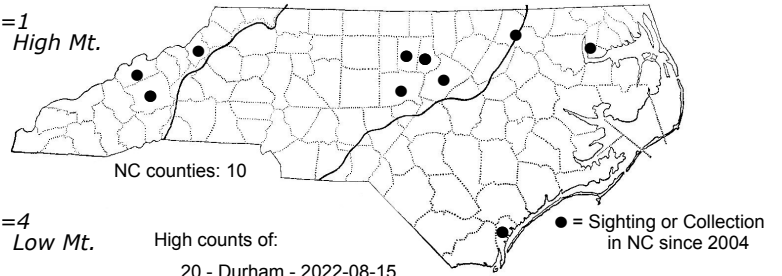 =1
High Mt.
NC counties: 10
=4
Low Mt.
High counts of:
20 - Durham - 2022-08-15
● = Sighting or Collection
in NC since 2004